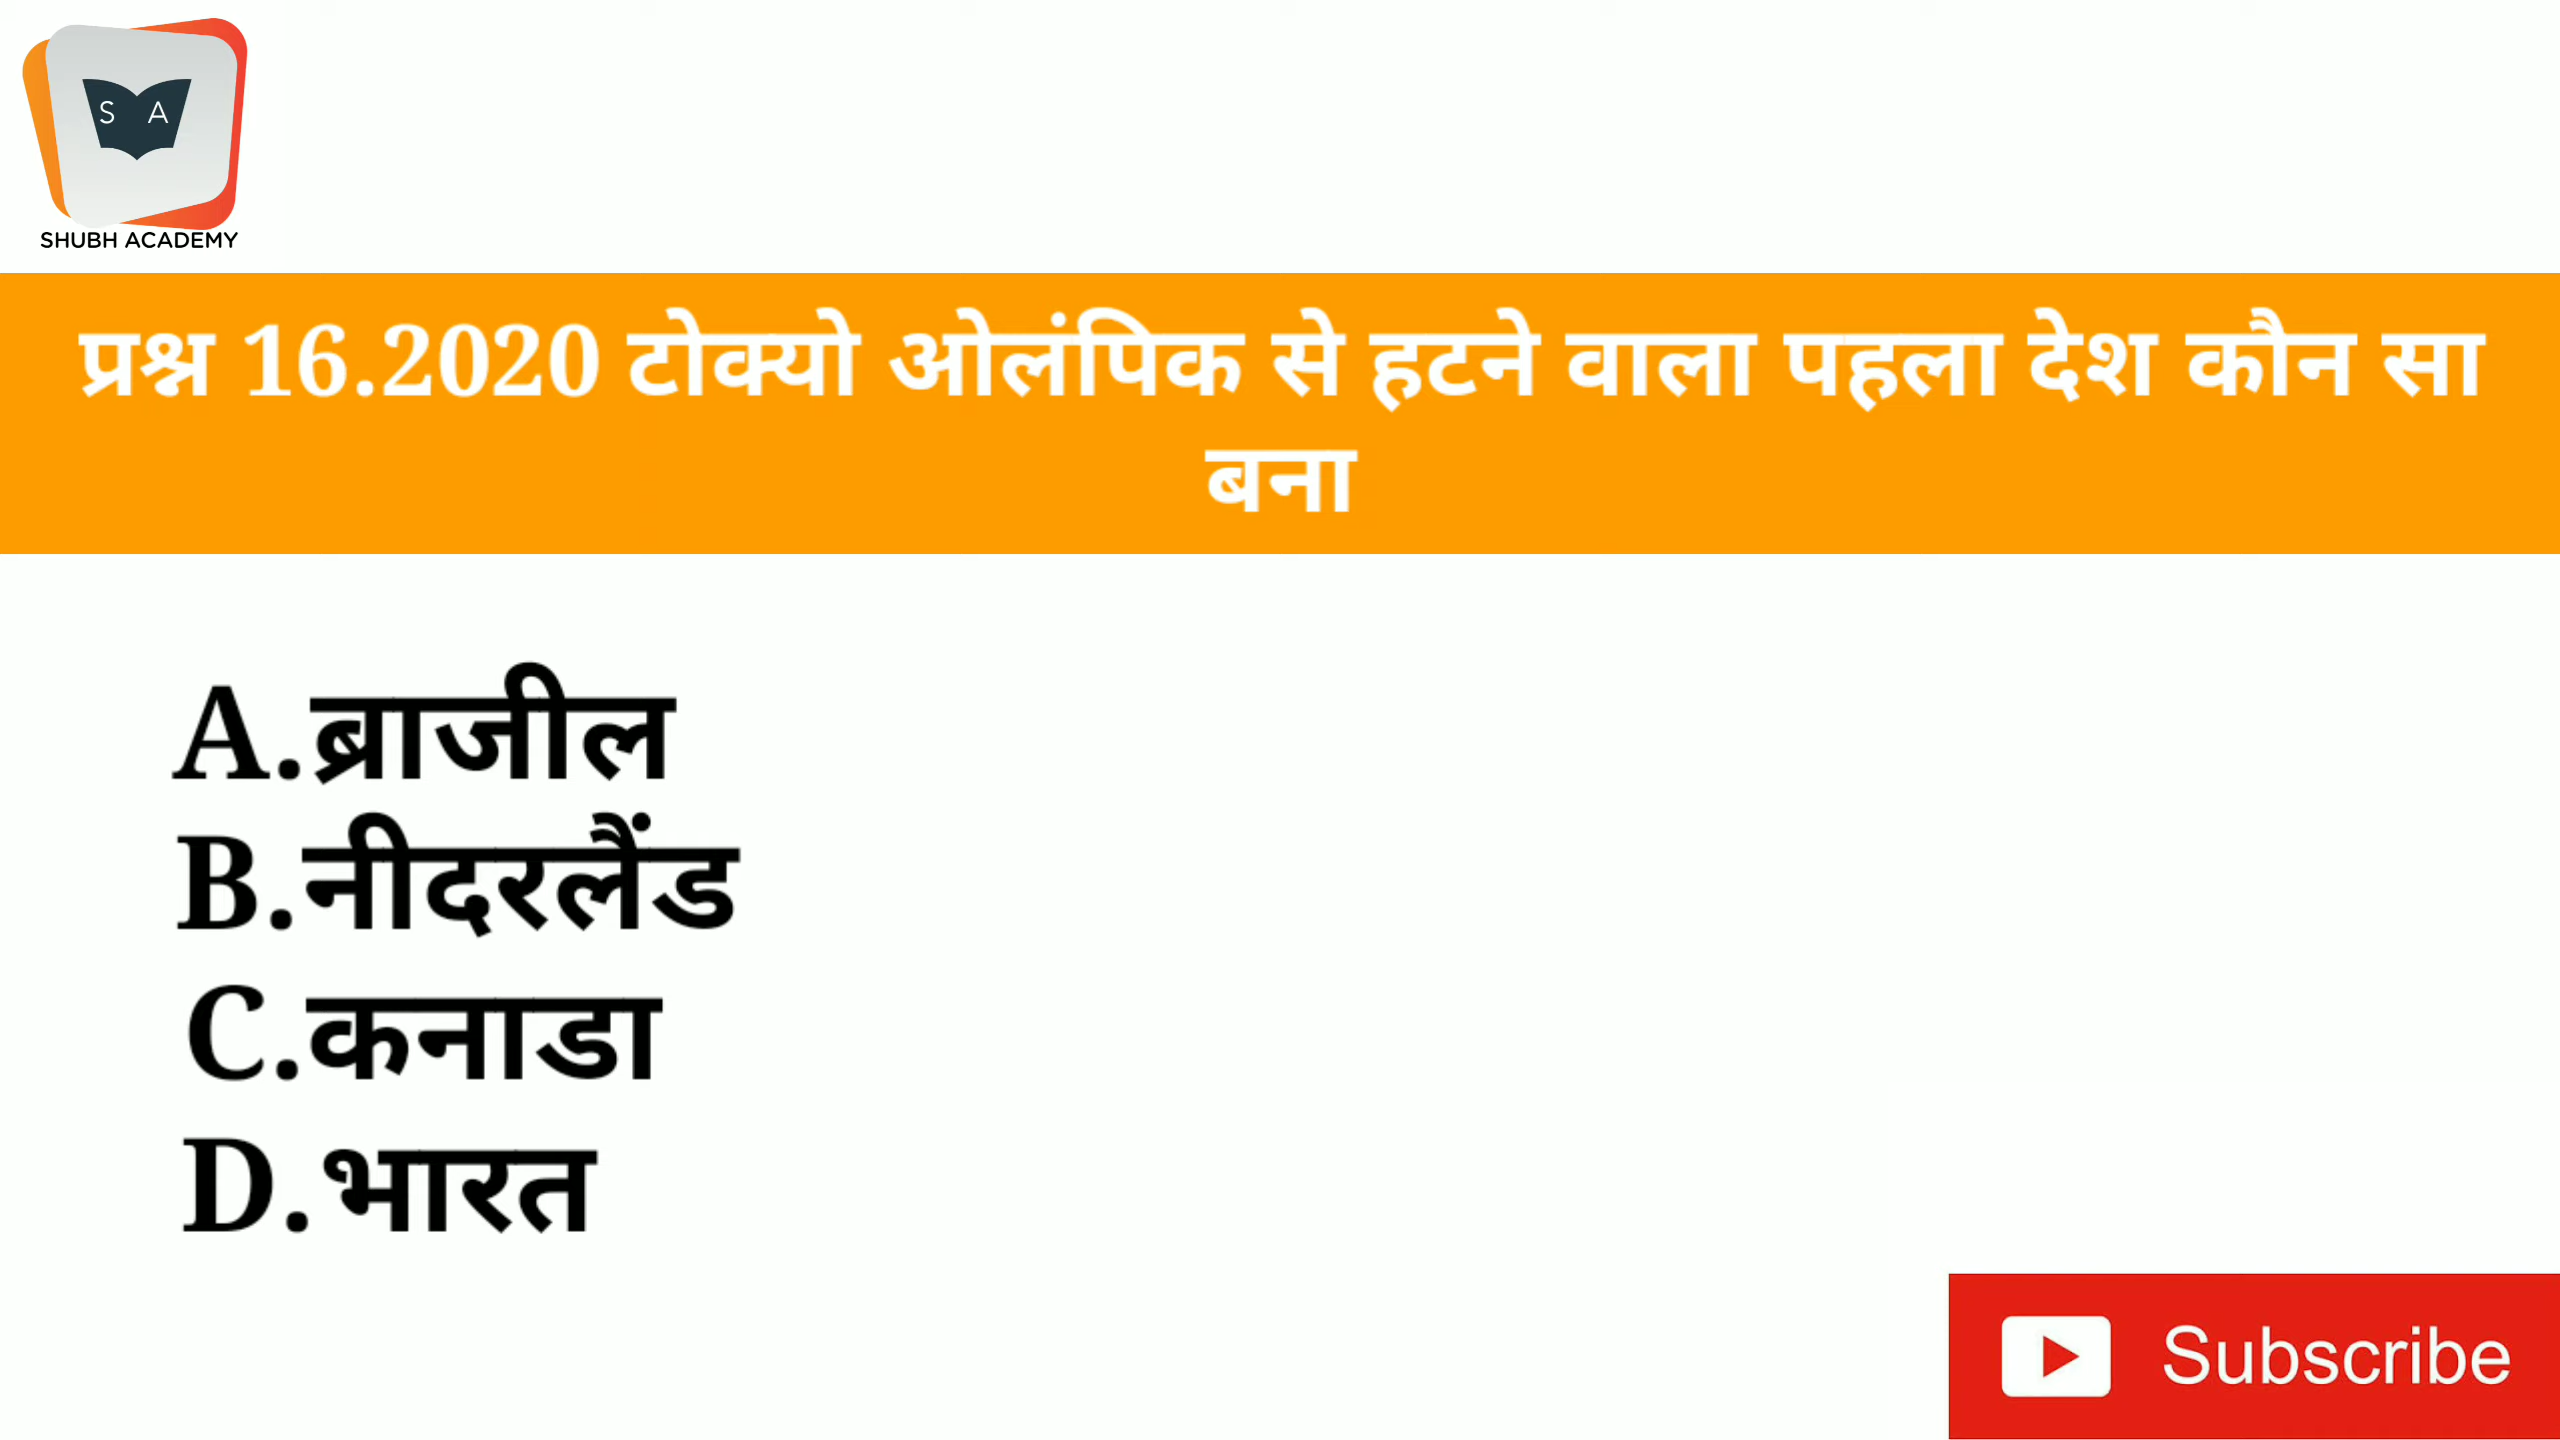 S A
SHUBH ACADEMY
प्रश्न 16.2020 टोक्यो ओलंपिक से हटने वाला पहला देश कौन सा
बना
A.ब्राजील
B.नीदरलैंड
C.कनाडा
D.भारत
Subscribe